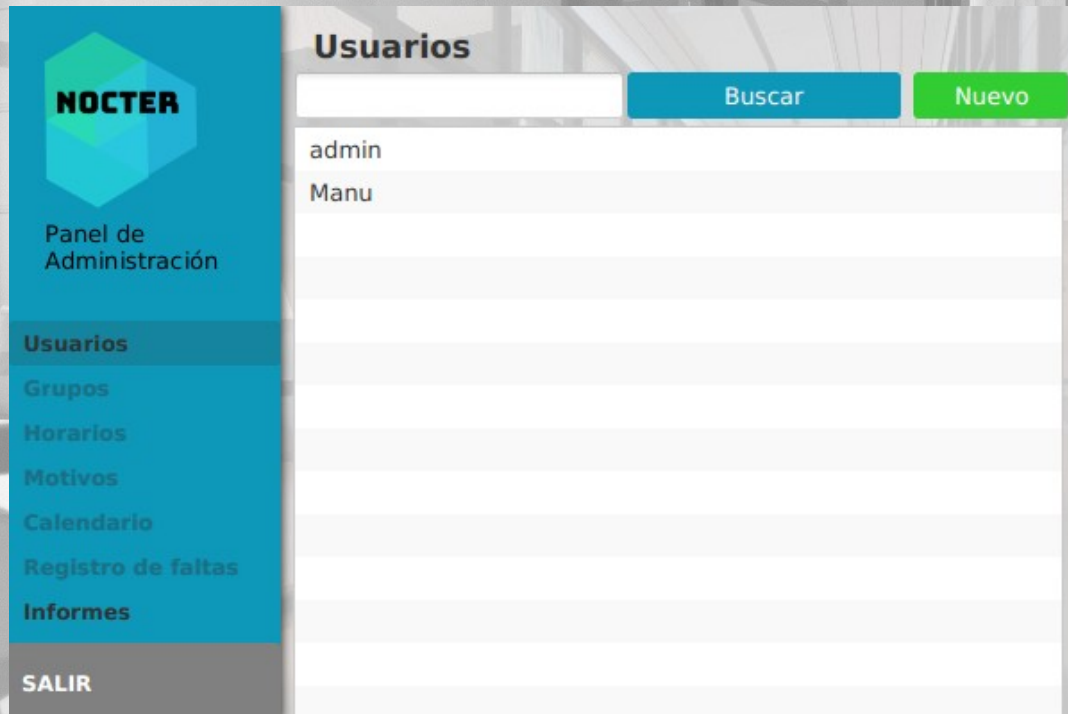 NOCTER
Panel de
Administración
Usuarios
Grupos
Horarios
Motivos
Calendario
Registro de faltas
Informes
SALIR
Usuarios
Buscar
Nuevo
admin
Manu